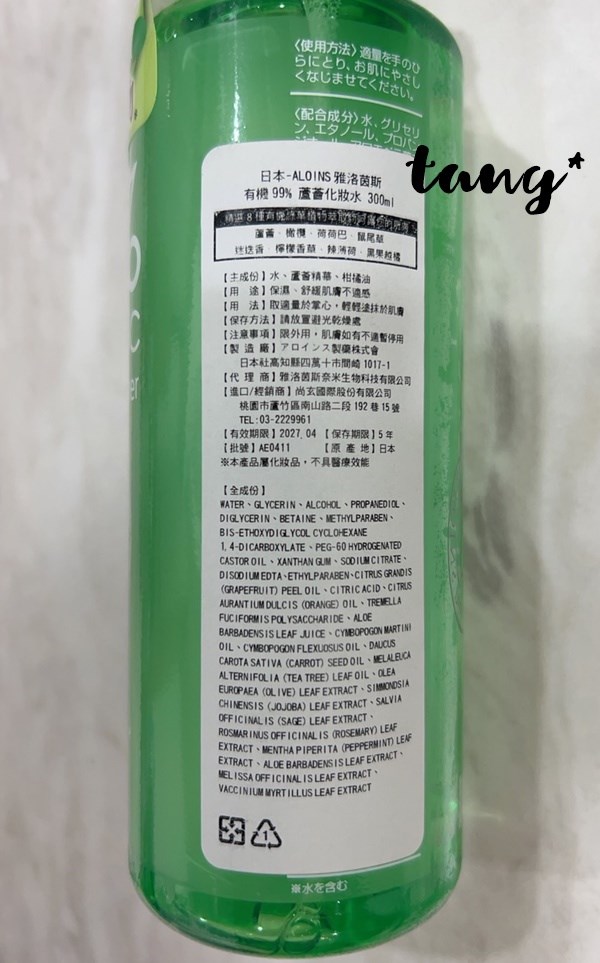 tang*
〈使用方法〉適量を手のひ
らにとり、お肌にやさし
くなじませてください。
〈配合成分〉水、グリセリ
ン、エタノール、プロパン
日本-ALOINS 雅洛茵斯
有機 99% 蘆薈化妝水 300ml
蘆薈．橄欖．荷荷巴．鼠尾草
迷迭香．檸檬香草．辣薄荷．黑果越橘
【主成份】水、蘆薈精華、柑橘油
【用　途】保濕、舒緩肌膚不適感
【用　法】取適量於掌心，輕輕塗抹於肌膚
【保存方法】請放置避光乾燥處
【注意事項】限外用，肌膚如有不適暫停用
【製 造 廠】アロインス製藥株式會
日本社高知縣四萬十市間崎 1017-1
【代 理 商】雅洛茵斯奈米生物科技有限公司
【進口/經銷商】尚玄國際股份有限公司
桃園市蘆竹區南山路二段 192 巷 15 號
TEL:03-2229961
【有效期限】2027.04 【保存期限】5 年
【批號】AE0411 【原 產 地】日本
※本產品屬化妝品，不具醫療效能
【全成份】
WATER、GLYCERIN、ALCOHOL、PROPANEDIOL、
DIGLYCERIN、BETAINE、METHYLPARABEN、
BIS-ETHOXYDIGLYCOL CYCLOHEXANE
1,4-DICARBOXYLATE、PEG-60 HYDROGENATED
CASTOR OIL、XANTHAN GUM、SODIUM CITRATE、
DISODIUM EDTA、ETHYLPARABEN、CITRUS GRANDIS
(GRAPEFRUIT) PEEL OIL、CITRIC ACID、CITRUS
AURANTIUM DULCIS (ORANGE) OIL、TREMELLA
FUCIFORMIS POLYSACCHARIDE、ALOE
BARBADENSIS LEAF JUICE、CYMBOPOGON MARTINI
OIL、CYMBOPOGON FLEXUOSUS OIL、DAUCUS
CAROTA SATIVA (CARROT) SEED OIL、MELALEUCA
ALTERNIFOLIA (TEA TREE) LEAF OIL、OLEA
EUROPAEA (OLIVE) LEAF EXTRACT、SIMMONDSIA
CHINENSIS (JOJOBA) LEAF EXTRACT、SALVIA
OFFICINALIS (SAGE) LEAF EXTRACT、
ROSMARINUS OFFICINALIS (ROSEMARY) LEAF
EXTRACT、MENTHA PIPERITA (PEPPERMINT) LEAF
EXTRACT、ALOE BARBADENSIS LEAF EXTRACT、
MELISSA OFFICINALIS LEAF EXTRACT、
VACCINIUM MYRTILLUS LEAF EXTRACT
1
※水を含む